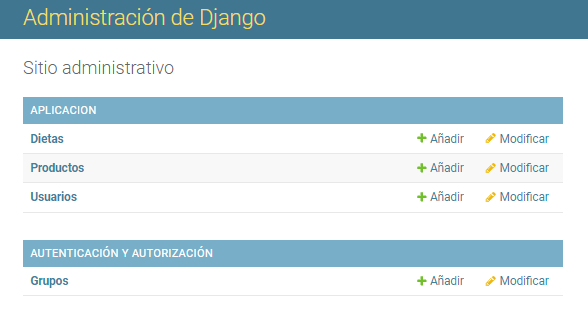 Administración de Django
Sitio administrativo
APLICACION
Dietas Añadir Modificar
Productos Añadir Modificar
Usuarios Añadir Modificar
AUTENTICACIÓN Y AUTORIZACIÓN
Grupos Añadir Modificar